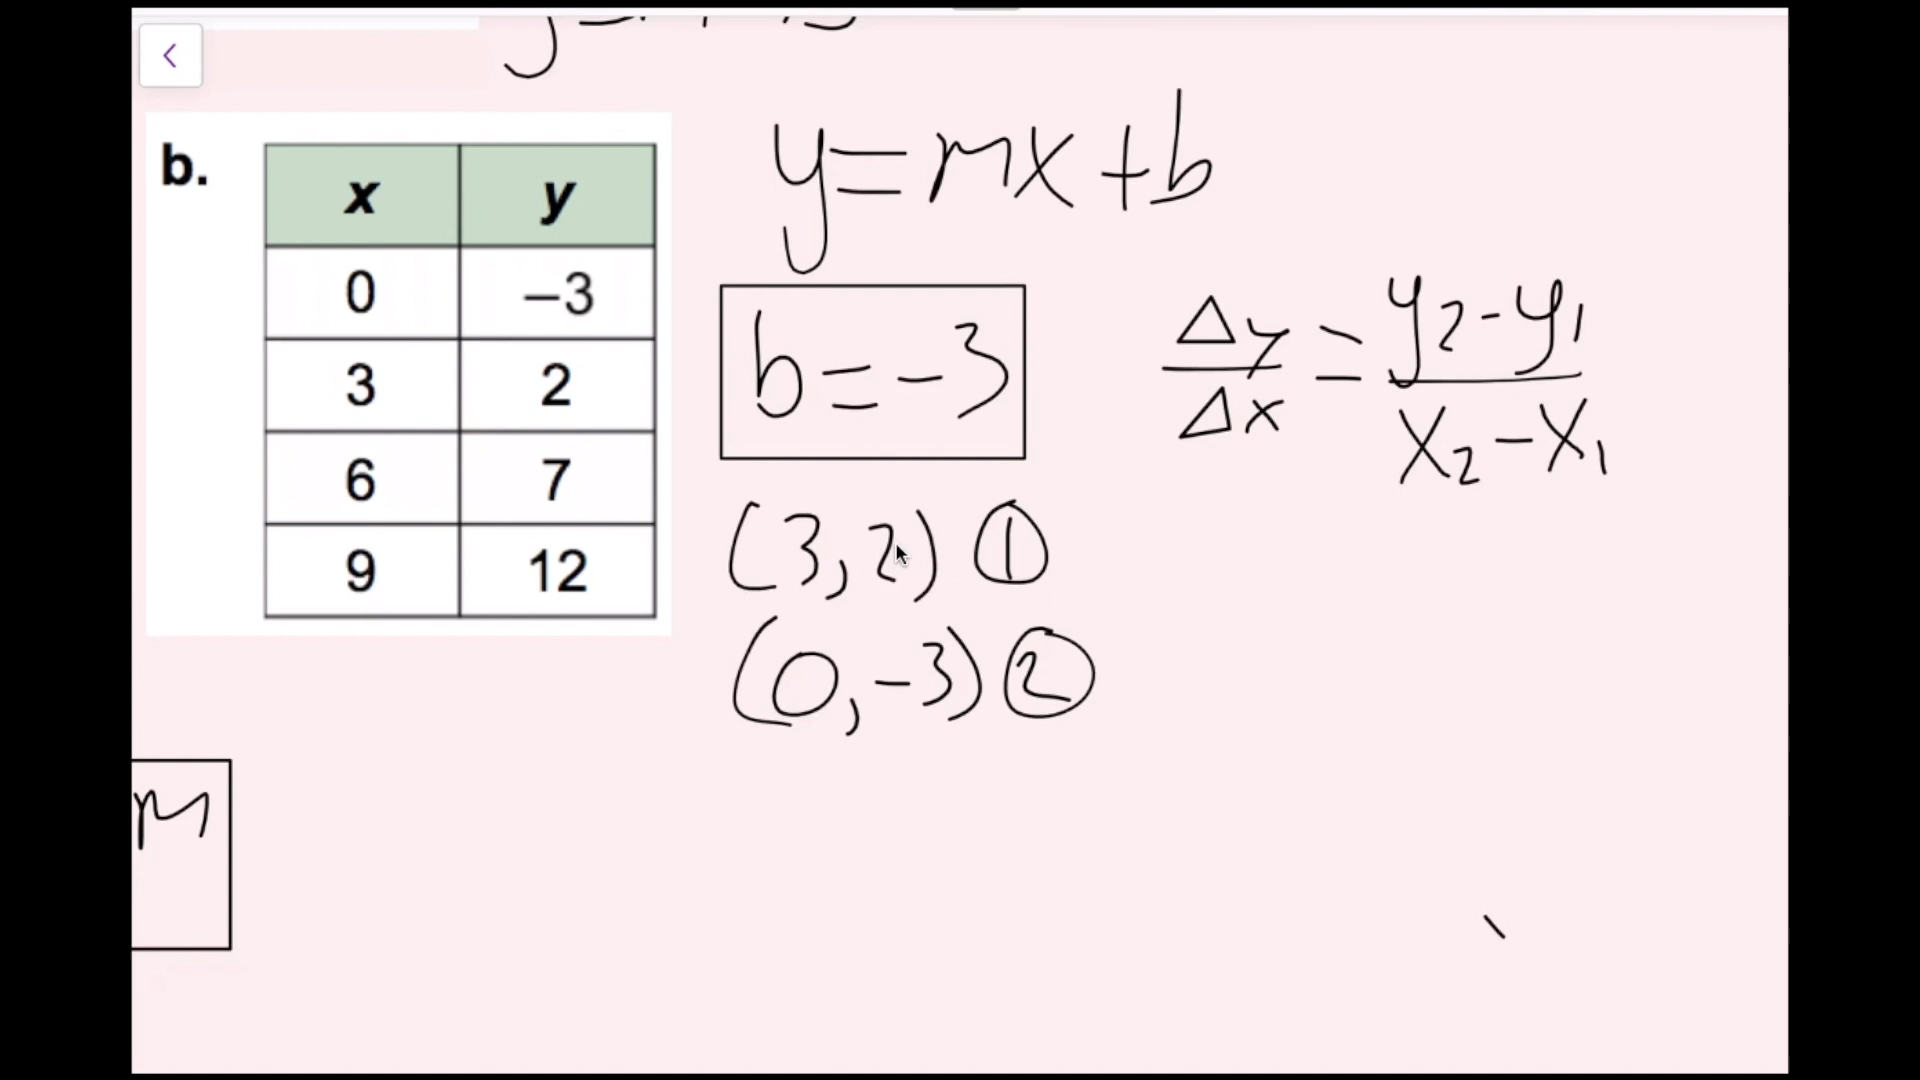 y=mx+b
b.
x y
0 –3
3 2
6 7
9 12
b=-3
Δy/Δx = y₂-y₁/x₂-x₁
(3,2) ①
(0,-3) ②
m